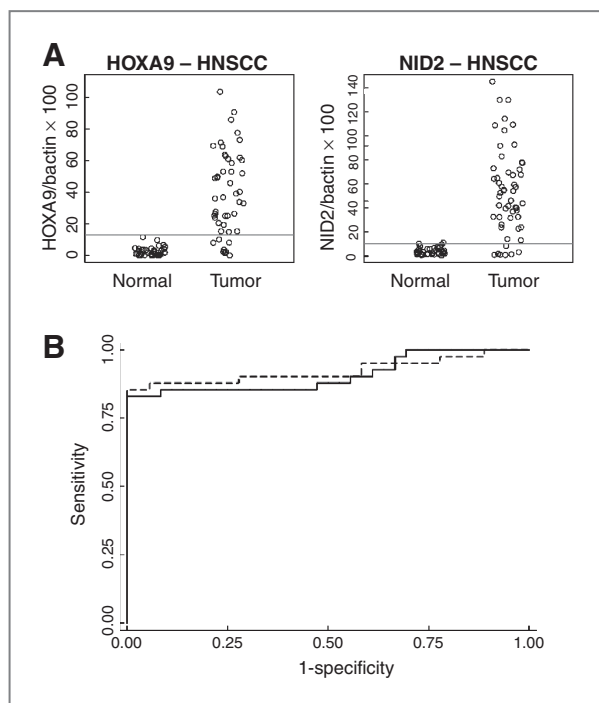 A
HOXA9 – HNSCC
HOXA9/bactin × 100
100
80
60
40
20
0
Normal
Tumor
NID2 – HNSCC
NID2/bactin × 100
140
120
100
80
60
40
20
0
Normal
Tumor
B
Sensitivity
1.00
0.75
0.50
0.25
0.00
0.00
0.25
0.50
0.75
1.00
1-specificity